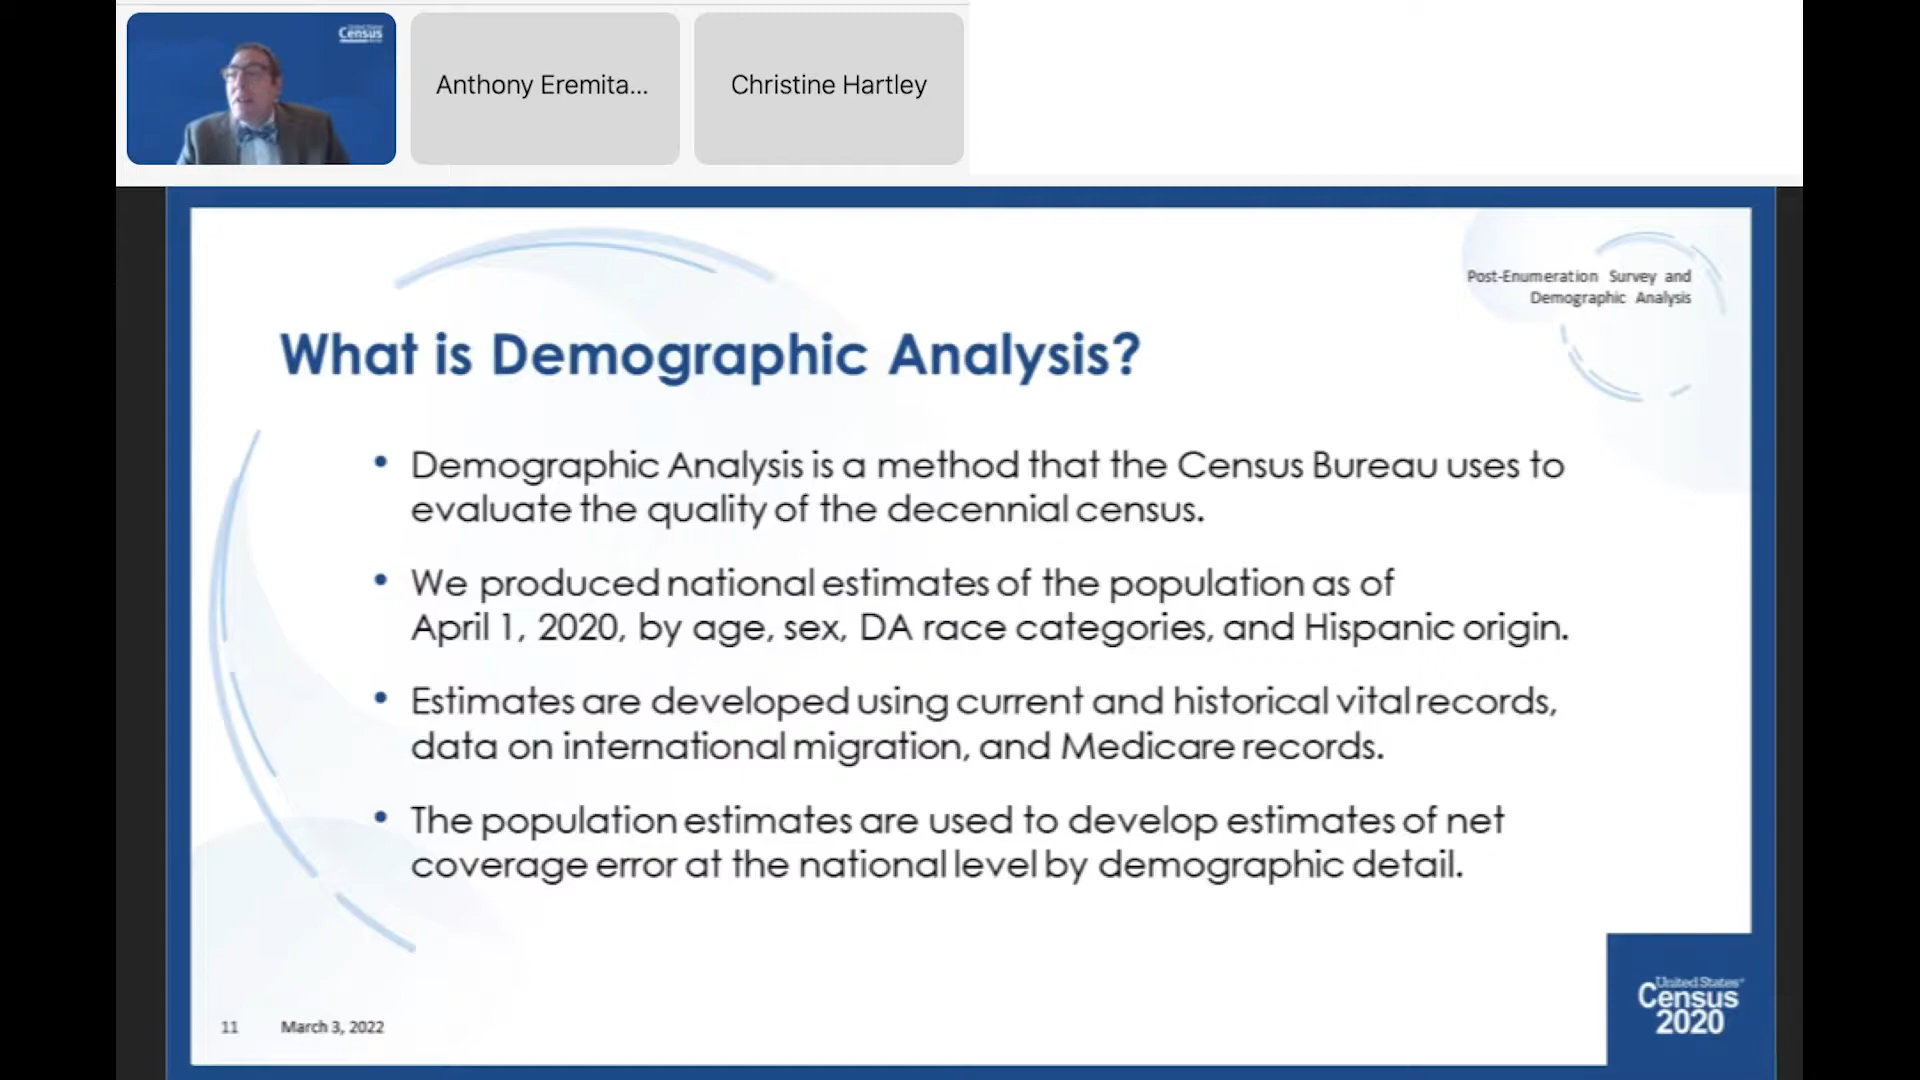 United States
Census
Anthony Eremita...
Christine Hartley
Post-Enumeration Survey and
Demographic Analysis
What is Demographic Analysis?
• Demographic Analysis is a method that the Census Bureau uses to
evaluate the quality of the decennial census.
• We produced national estimates of the population as of
April 1, 2020, by age, sex, DA race categories, and Hispanic origin.
• Estimates are developed using current and historical vital records,
data on international migration, and Medicare records.
• The population estimates are used to develop estimates of net
coverage error at the national level by demographic detail.
11 March 3, 2022
United States®
Census
2020